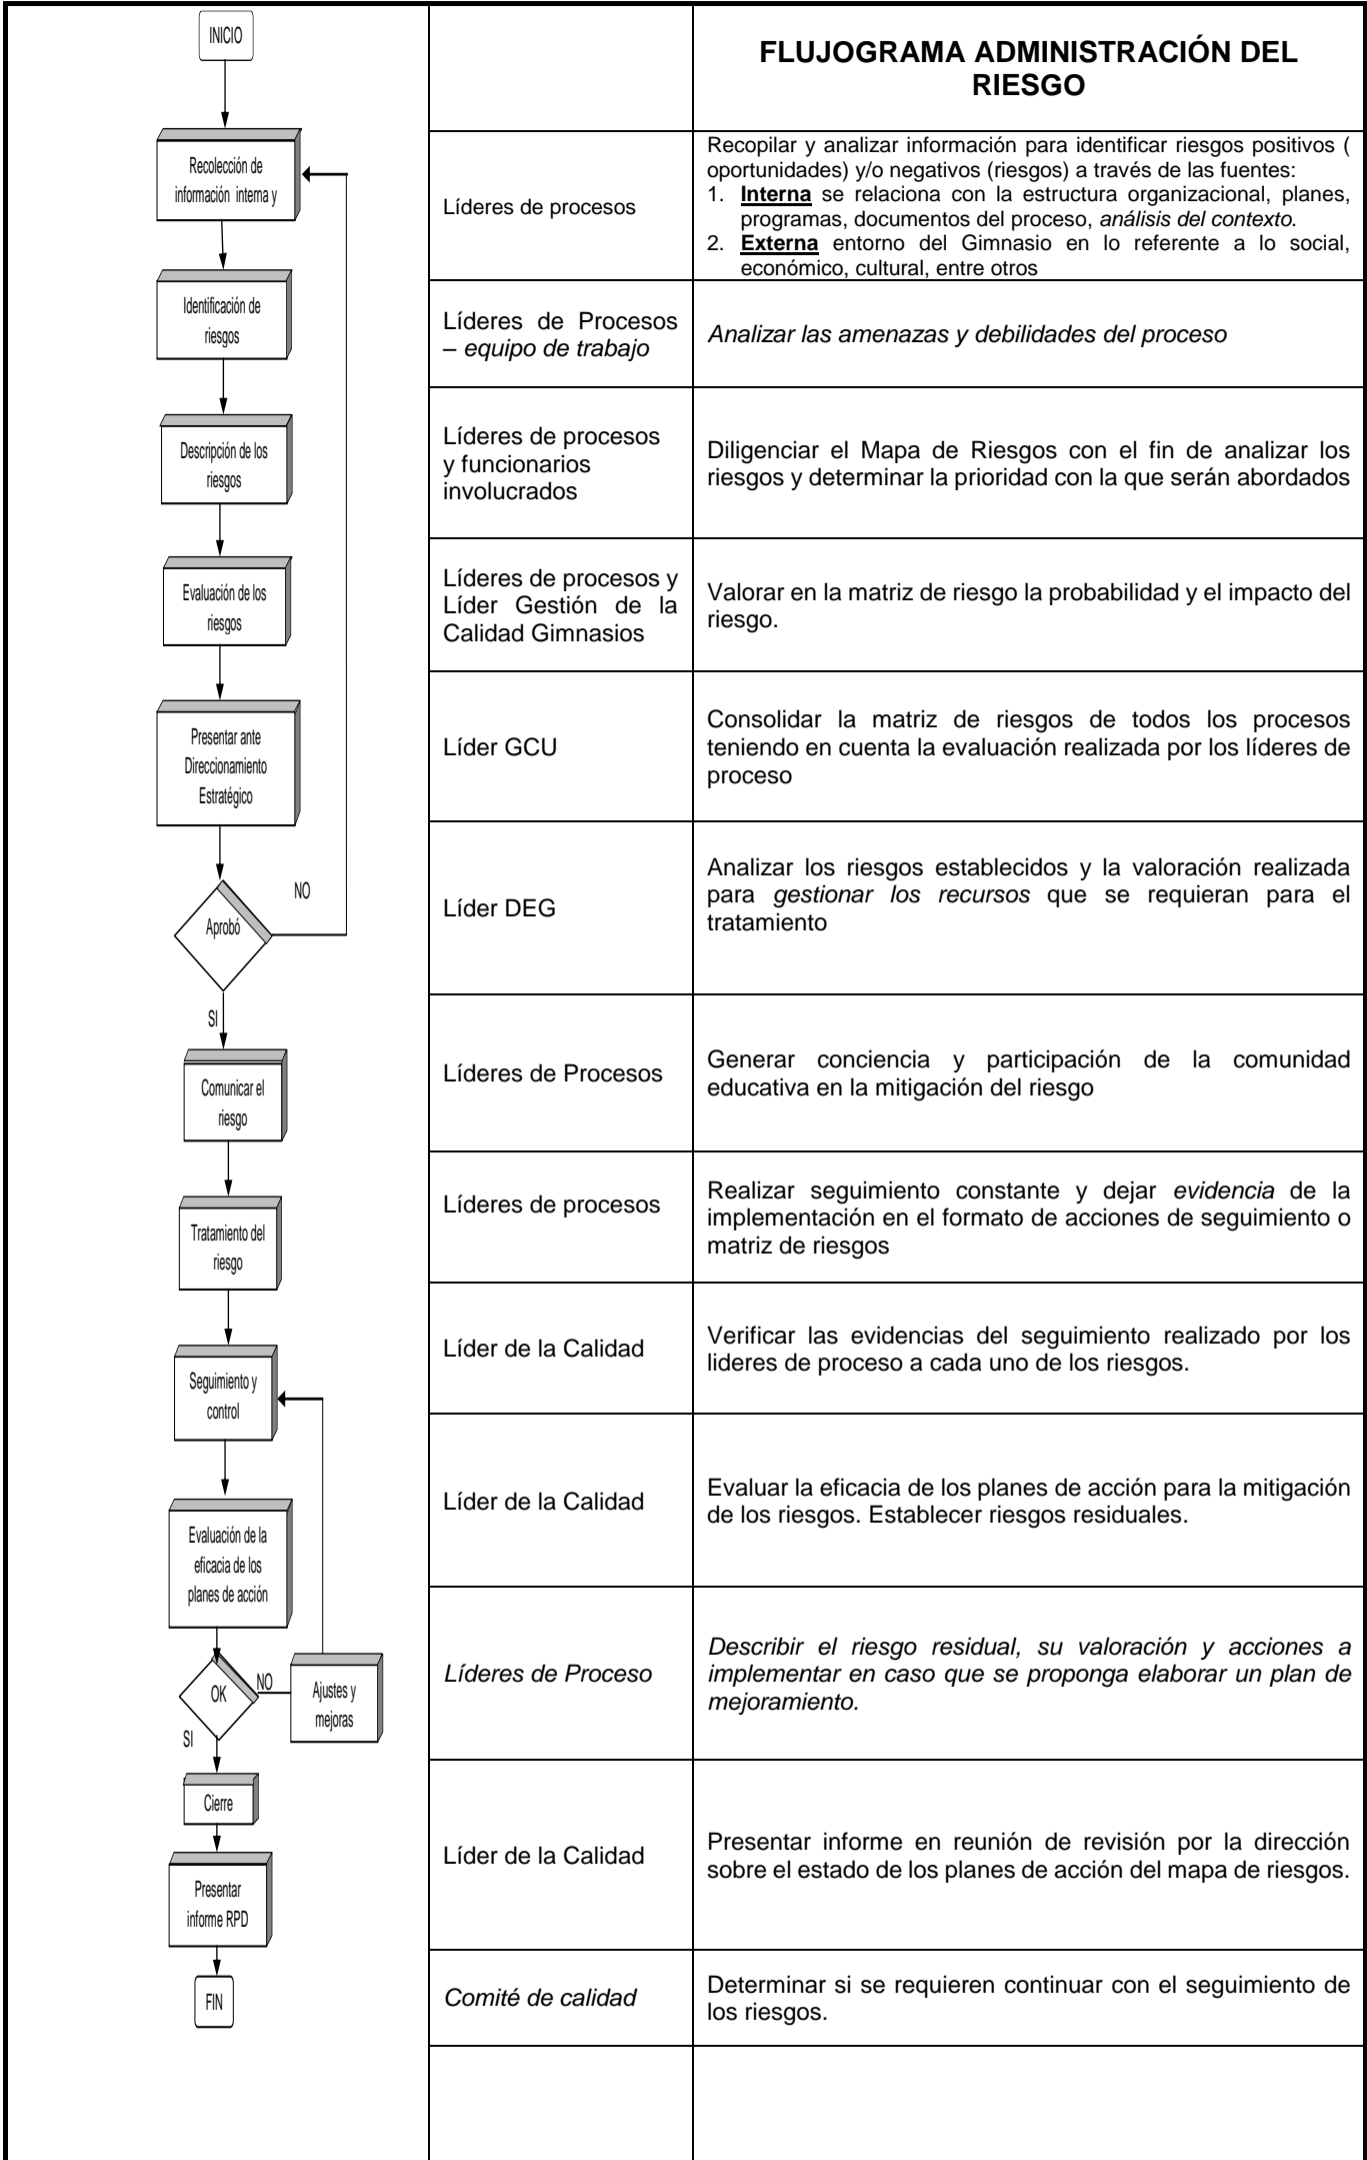 INICIO
FLUJOGRAMA ADMINISTRACIÓN DEL
RIESGO
Recolección de
información interna y
Líderes de procesos
Recopilar y analizar información para identificar riesgos positivos (
oportunidades) y/o negativos (riesgos) a través de las fuentes:
1. Interna se relaciona con la estructura organizacional, planes,
programas, documentos del proceso, análisis del contexto.
2. Externa entorno del Gimnasio en lo referente a lo social,
económico, cultural, entre otros
Identificación de
riesgos
Líderes de Procesos
– equipo de trabajo
Analizar las amenazas y debilidades del proceso
Descripción de los
riesgos
Líderes de procesos
y funcionarios
involucrados
Diligenciar el Mapa de Riesgos con el fin de analizar los
riesgos y determinar la prioridad con la que serán abordados
Evaluación de los
riesgos
Líderes de procesos y
Líder Gestión de la
Calidad Gimnasios
Valorar en la matriz de riesgo la probabilidad y el impacto del
riesgo.
Presentar ante
Direccionamiento
Estratégico
Líder GCU
Consolidar la matriz de riesgos de todos los procesos
teniendo en cuenta la evaluación realizada por los líderes de
proceso
NO
Aprobó
SI
Líder DEG
Analizar los riesgos establecidos y la valoración realizada
para gestionar los recursos que se requieran para el
tratamiento
Comunicar el
riesgo
Líderes de Procesos
Generar conciencia y participación de la comunidad
educativa en la mitigación del riesgo
Tratamiento del
riesgo
Líderes de procesos
Realizar seguimiento constante y dejar evidencia de la
implementación en el formato de acciones de seguimiento o
matriz de riesgos
Seguimiento y
control
Líder de la Calidad
Verificar las evidencias del seguimiento realizado por los
lideres de proceso a cada uno de los riesgos.
Evaluación de la
eficacia de los
planes de acción
Líder de la Calidad
Evaluar la eficacia de los planes de acción para la mitigación
de los riesgos. Establecer riesgos residuales.
OK
NO
Ajustes y
mejoras
SI
Líderes de Proceso
Describir el riesgo residual, su valoración y acciones a
implementar en caso que se proponga elaborar un plan de
mejoramiento.
Cierre
Presentar
informe RPD
Líder de la Calidad
Presentar informe en reunión de revisión por la dirección
sobre el estado de los planes de acción del mapa de riesgos.
FIN
Comité de calidad
Determinar si se requieren continuar con el seguimiento de
los riesgos.